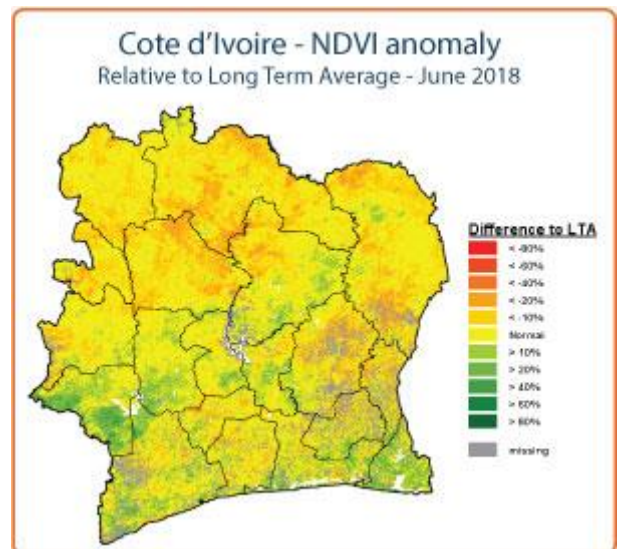 Cote d'Ivoire - NDVI anomaly
Relative to Long Term Average - June 2018
Difference to LTA
< -80%
< -60%
< -40%
< -20%
< -10%
Normal
> 10%
> 20%
> 40%
> 60%
> 80%
missing